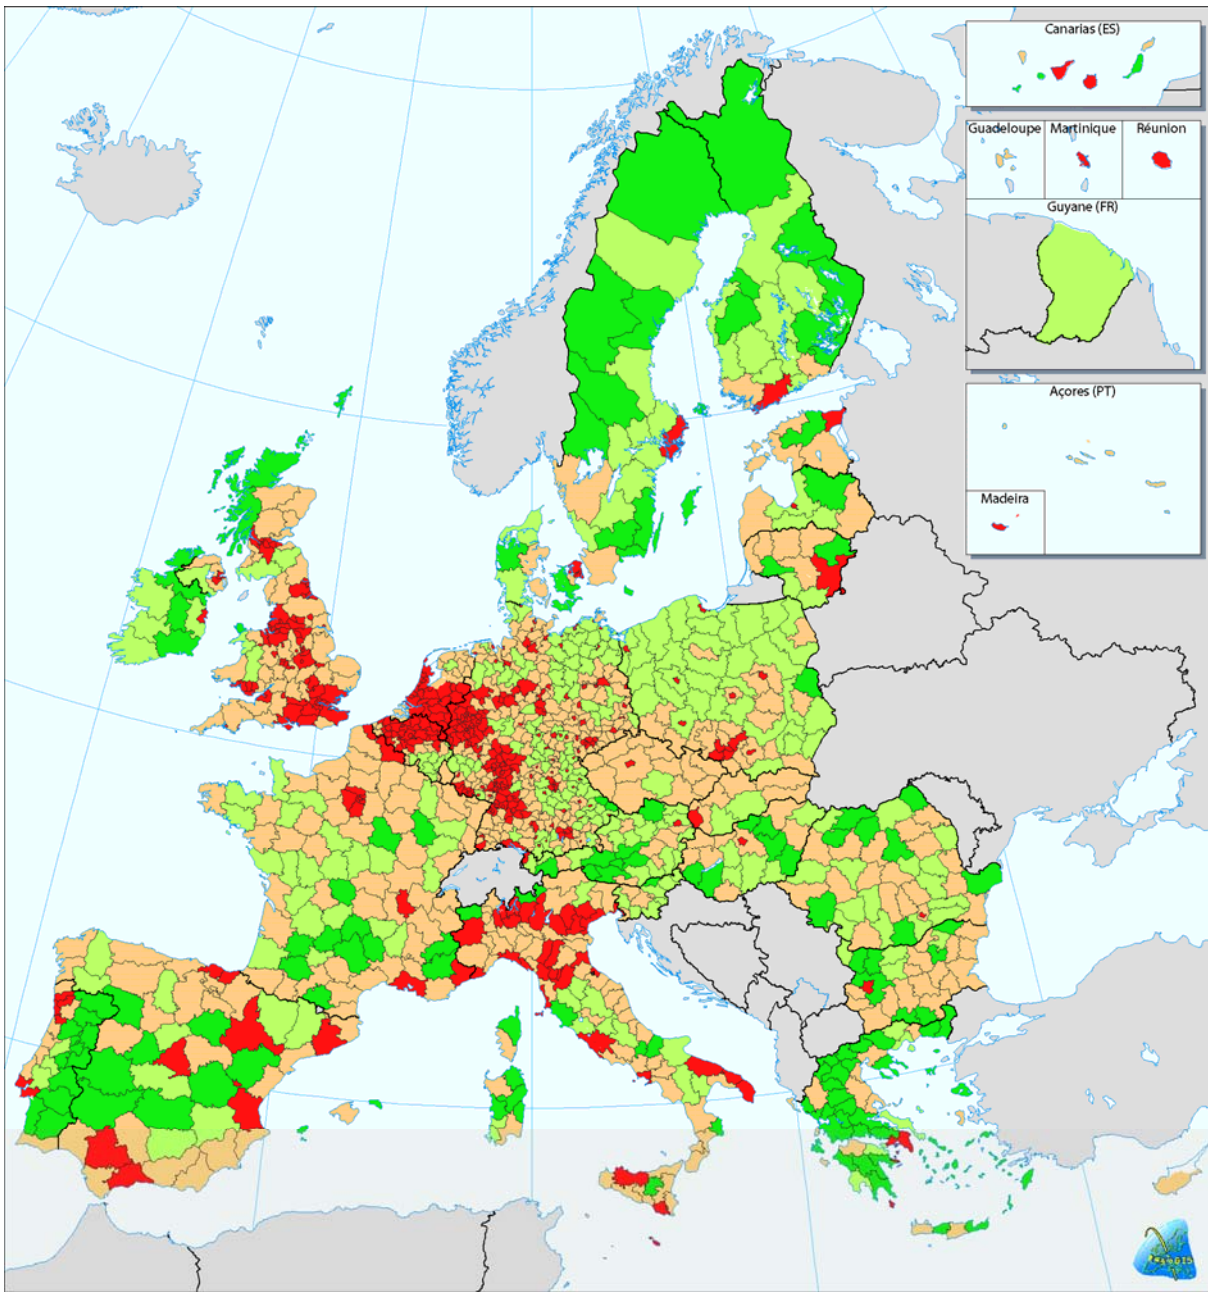 Canarias (ES)
Guadeloupe
Martinique
Réunion
Guyane (FR)
Açores (PT)
Madeira